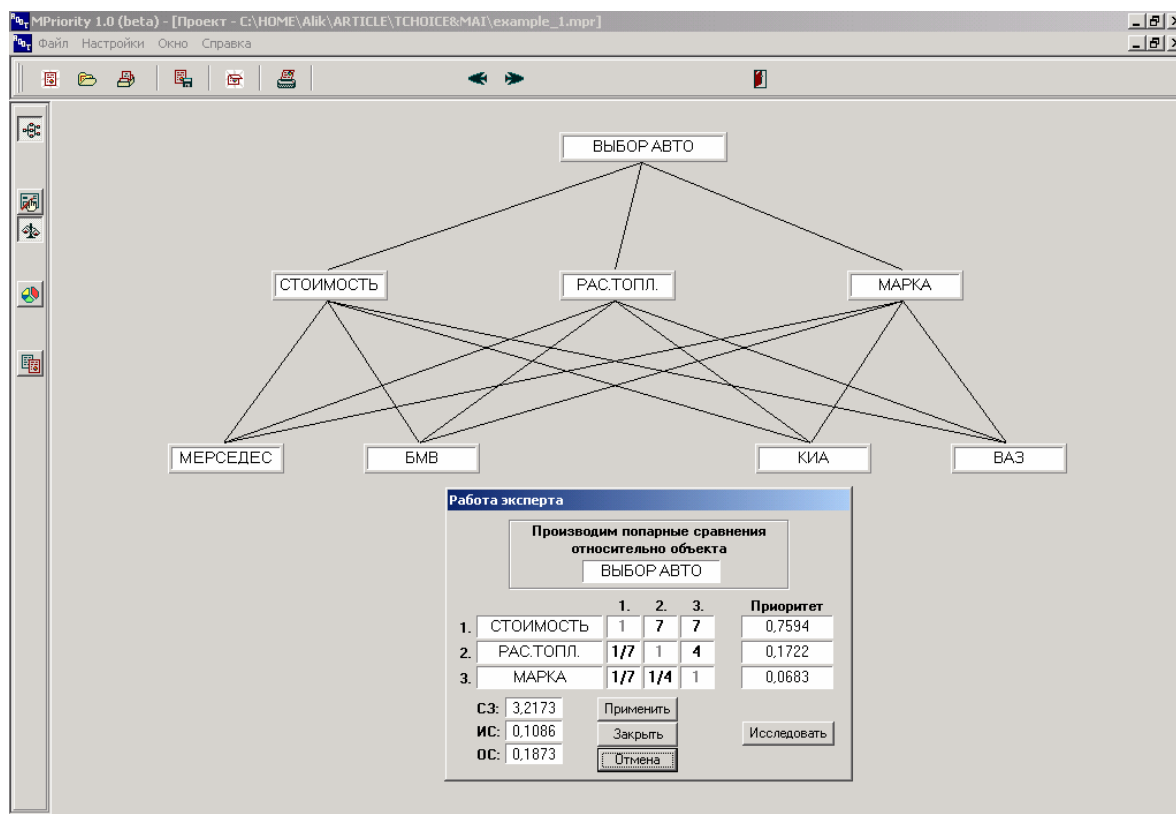 MPriority 1.0 (beta) - [Проект - C:\HOME\Alik\ARTICLE\TCHOICE&MAI\example_1.mpr]
Файл Настройки Окно Справка
ВЫБОР АВТО
СТОИМОСТЬ РАС.ТОПЛ. МАРКА
МЕРСЕДЕС БМВ КИА ВАЗ
Работа эксперта
Производим попарные сравнения
относительно объекта
ВЫБОР АВТО
1. 2. 3. Приоритет
1. СТОИМОСТЬ 1 7 7 0,7594
2. РАС.ТОПЛ. 1/7 1 4 0,1722
3. МАРКА 1/7 1/4 1 0,0683
СЗ: 3,2173 Применить
ИС: 0,1086 Закрыть Исследовать
ОС: 0,1873 Отмена